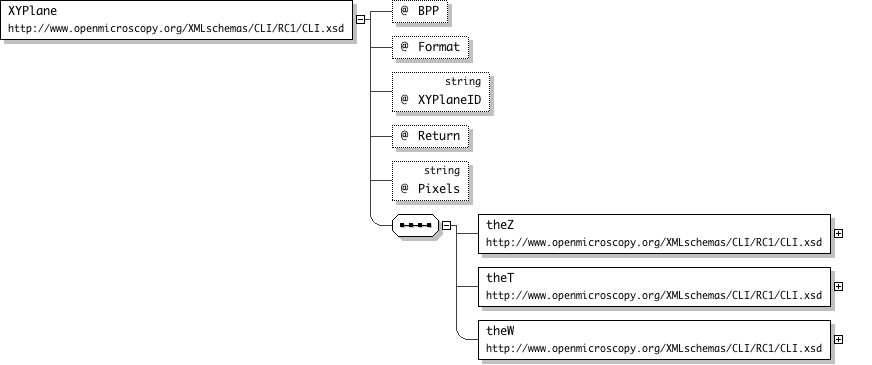 XYPlane
http://www.openmicroscopy.org/XMLschemas/CLI/RC1/CLI.xsd
@ BPP
@ Format
string
@ XYPlaneID
@ Return
string
@ Pixels
theZ
http://www.openmicroscopy.org/XMLschemas/CLI/RC1/CLI.xsd
theT
http://www.openmicroscopy.org/XMLschemas/CLI/RC1/CLI.xsd
theW
http://www.openmicroscopy.org/XMLschemas/CLI/RC1/CLI.xsd